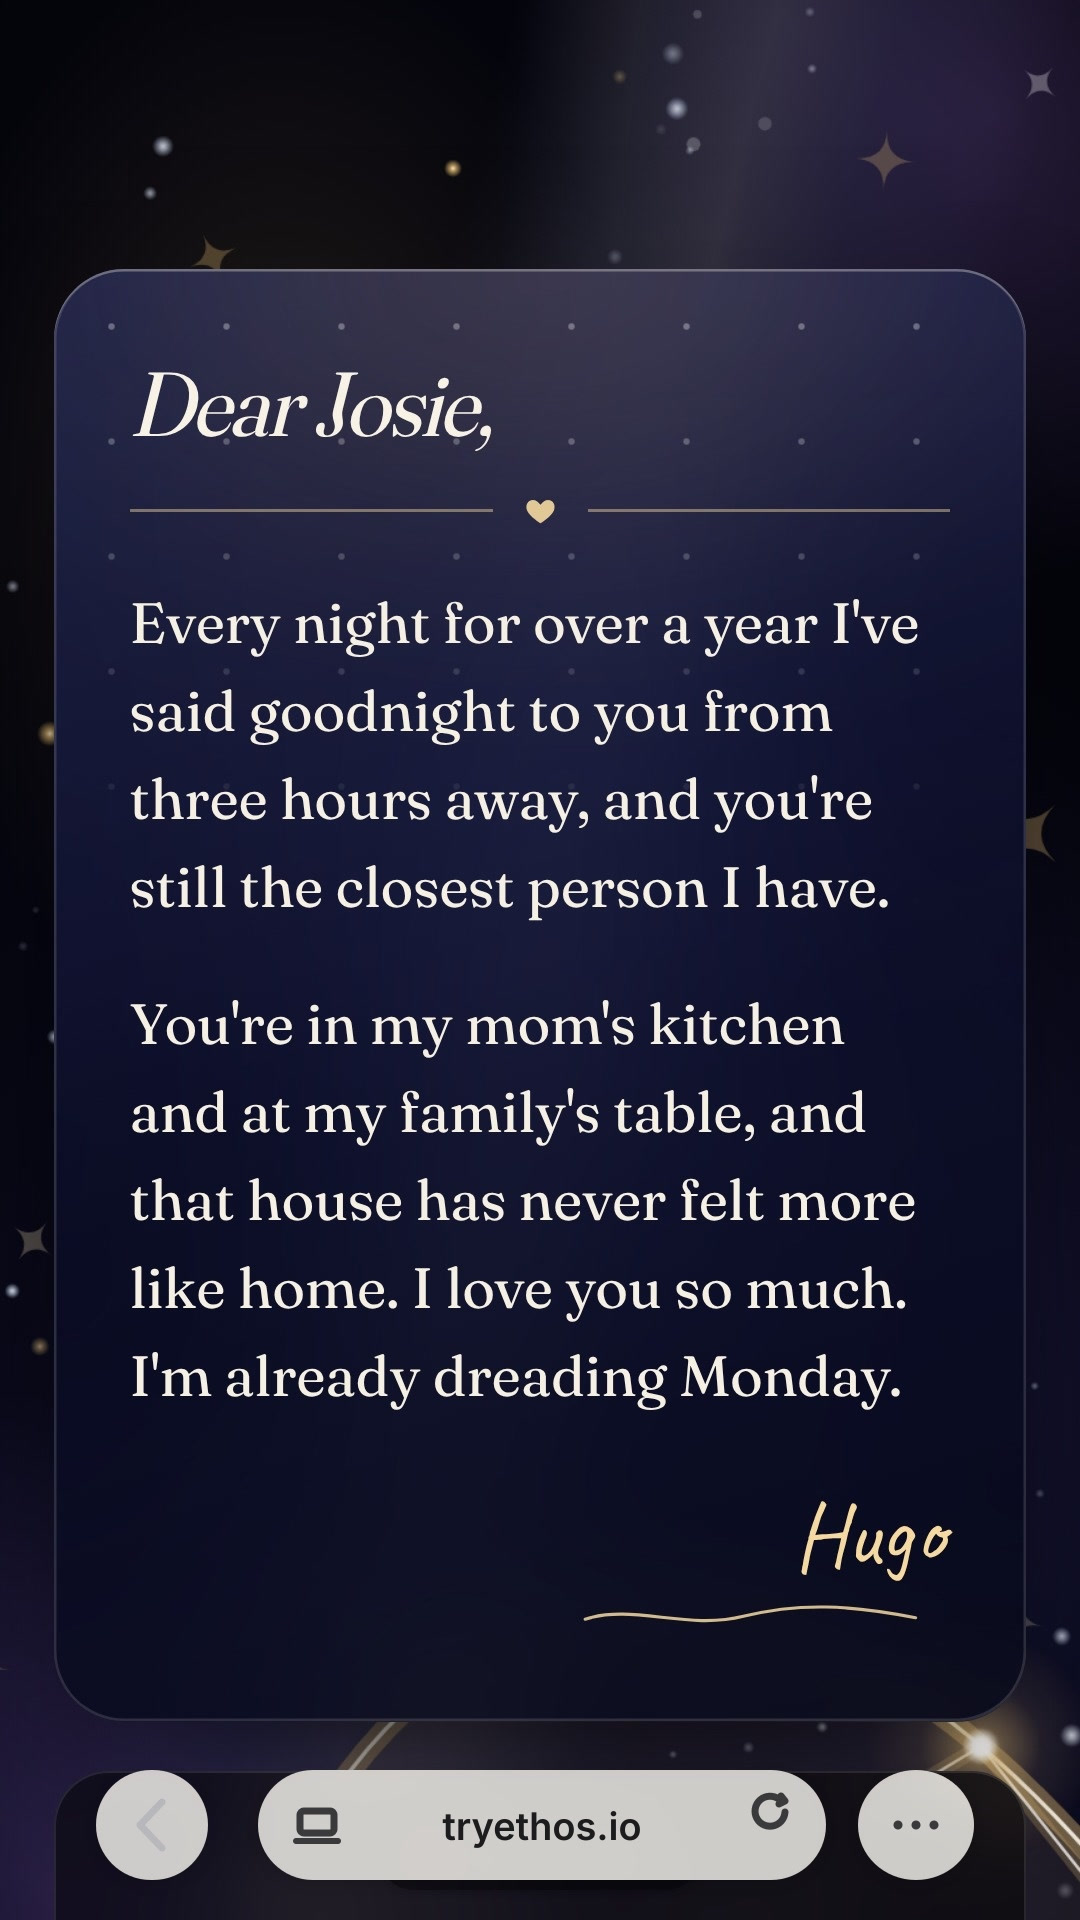 Dear Josie,
Every night for over a year I've
said goodnight to you from
three hours away, and you're
still the closest person I have.
You're in my mom's kitchen
and at my family's table, and
that house has never felt more
like home. I love you so much.
I'm already dreading Monday.
Hugo
tryethos.io